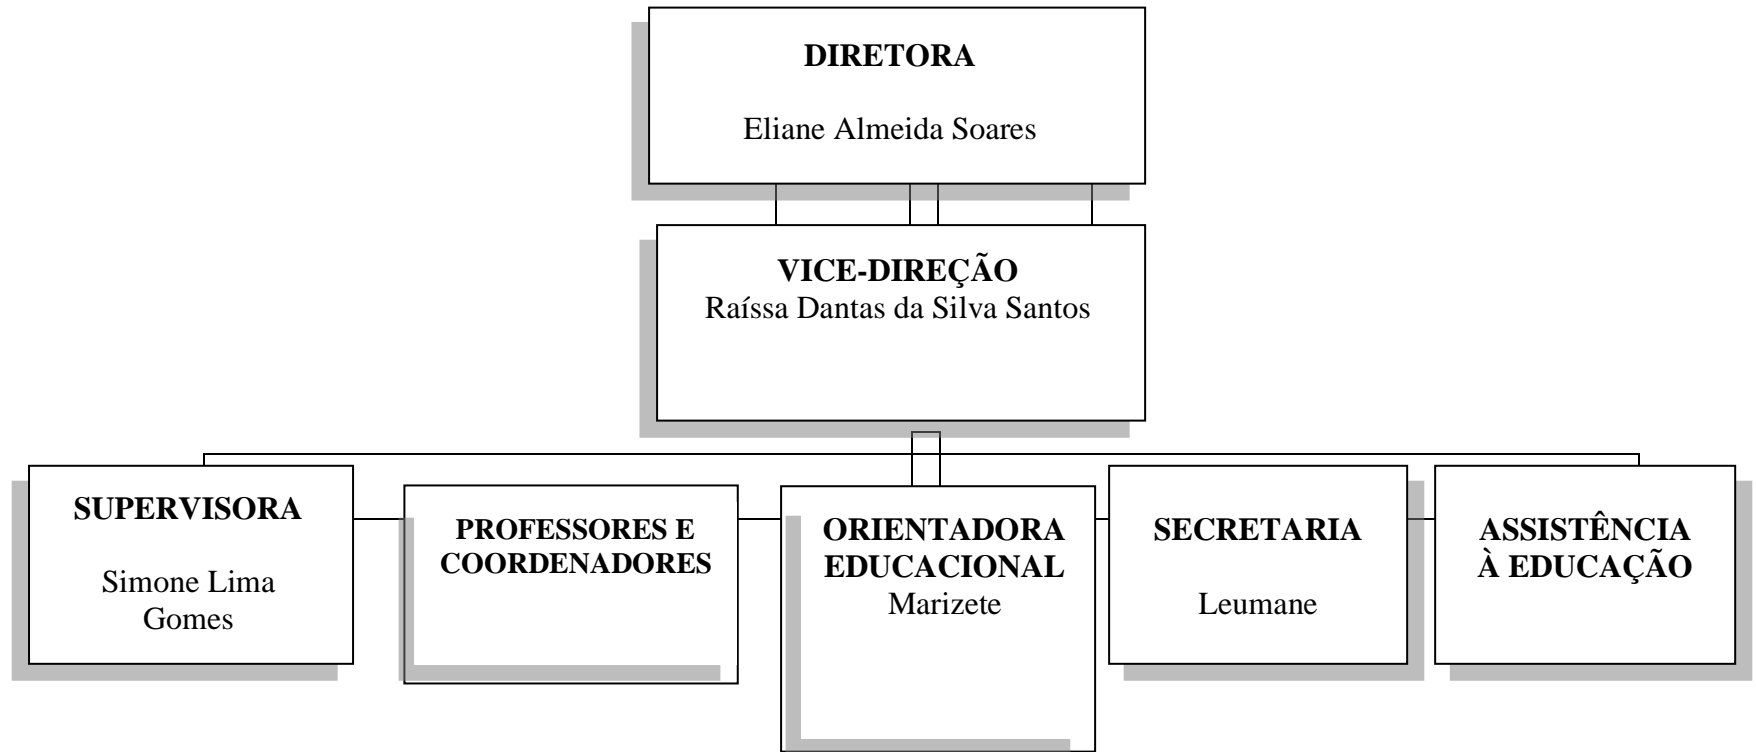 DIRETORA
Eliane Almeida Soares
VICE-DIREÇÃO
Raíssa Dantas da Silva Santos
SUPERVISORA
Simone Lima
Gomes
PROFESSORES E
COORDENADORES
ORIENTADORA
EDUCACIONAL
Marizete
SECRETARIA
Leumane
ASSISTÊNCIA
À EDUCAÇÃO